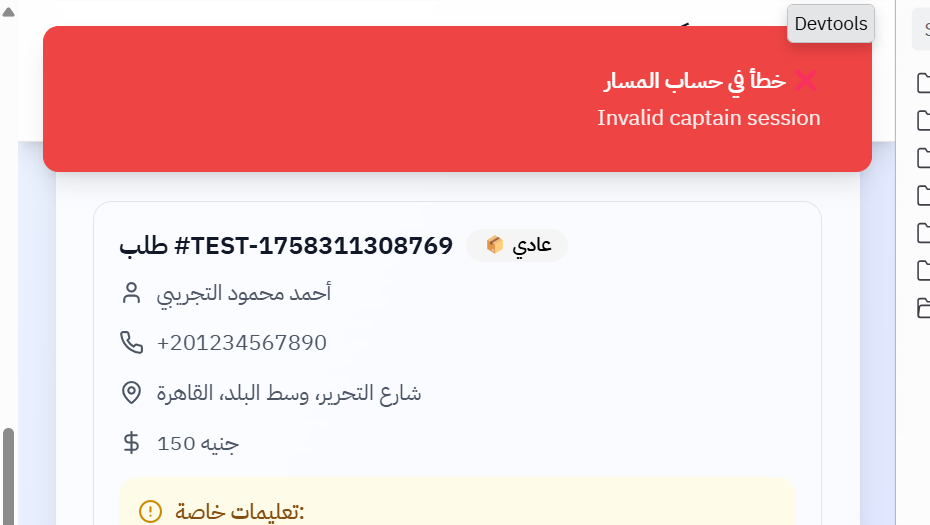 Devtools
❌ خطأ في حساب المسار
Invalid captain session
طلب #TEST-1758311308769
📦 عادي
أحمد محمود التجريبي
+201234567890
شارع التحرير، وسط البلد، القاهرة
150 جنيه
تعليمات خاصة: